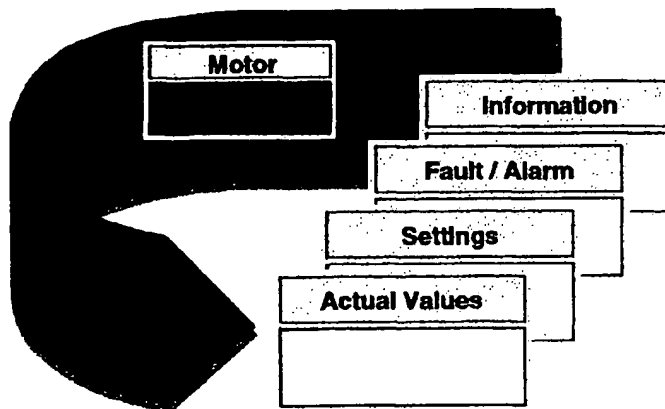 Motor
Information
Fault / Alarm
Settings
Actual Values